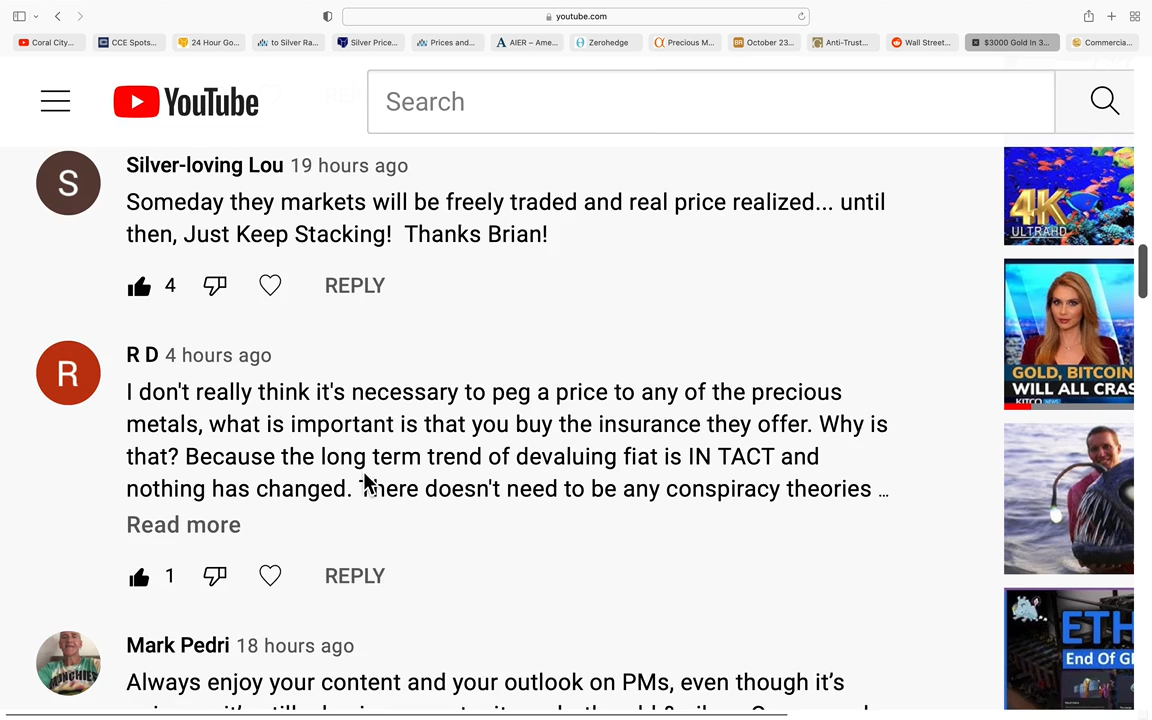 youtube.com
Coral City...
CCE Spots...
24 Hour Go...
to Silver Ra...
Silver Price...
Prices and...
AIER – Ame...
Zerohedge
Precious M...
October 23...
Anti-Trust...
Wall Street...
$3000 Gold In 3...
Commercia...
YouTube
Search
Silver-loving Lou 19 hours ago
Someday they markets will be freely traded and real price realized... until
then, Just Keep Stacking! Thanks Brian!
4 REPLY
R D 4 hours ago
I don't really think it's necessary to peg a price to any of the precious
metals, what is important is that you buy the insurance they offer. Why is
that? Because the long term trend of devaluing fiat is IN TACT and
nothing has changed. There doesn't need to be any conspiracy theories ...
Read more
1 REPLY
Mark Pedri 18 hours ago
Always enjoy your content and your outlook on PMs, even though it's
S
R
4K
ULTRAHD
GOLD, BITCOIN
WILL ALL CRAS
KITCO NEWS
ETH
End Of G